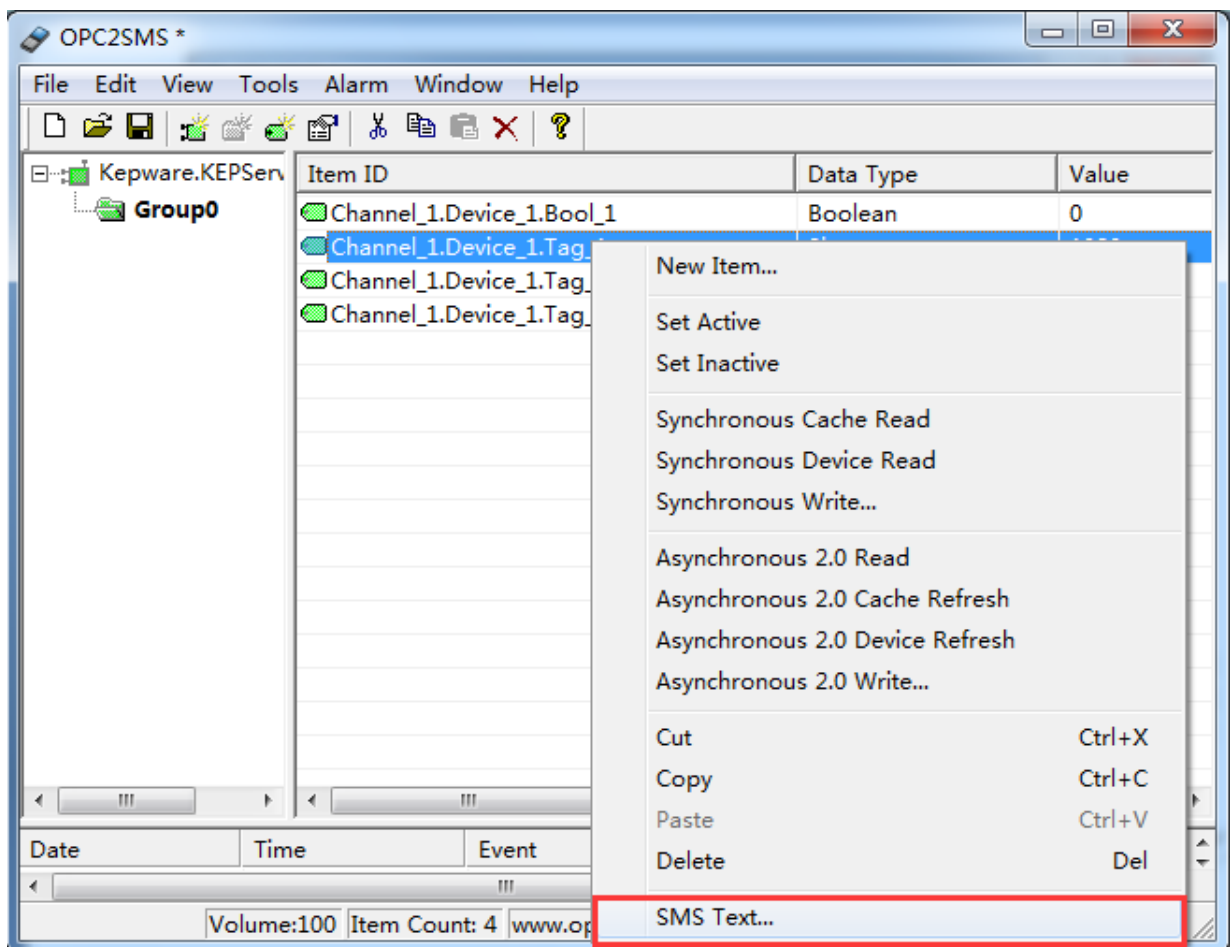 OPC2SMS *
File Edit View Tools Alarm Window Help
Kepware.KEPServ
Group0
Item ID Data Type Value
Channel_1.Device_1.Bool_1 Boolean 0
Channel_1.Device_1.Tag_
Channel_1.Device_1.Tag_
Channel_1.Device_1.Tag_
New Item...
Set Active
Set Inactive
Synchronous Cache Read
Synchronous Device Read
Synchronous Write...
Asynchronous 2.0 Read
Asynchronous 2.0 Cache Refresh
Asynchronous 2.0 Device Refresh
Asynchronous 2.0 Write...
Cut Ctrl+X
Copy Ctrl+C
Paste Ctrl+V
Delete Del
SMS Text...
Date Time Event
Volume:100 Item Count: 4 www.op